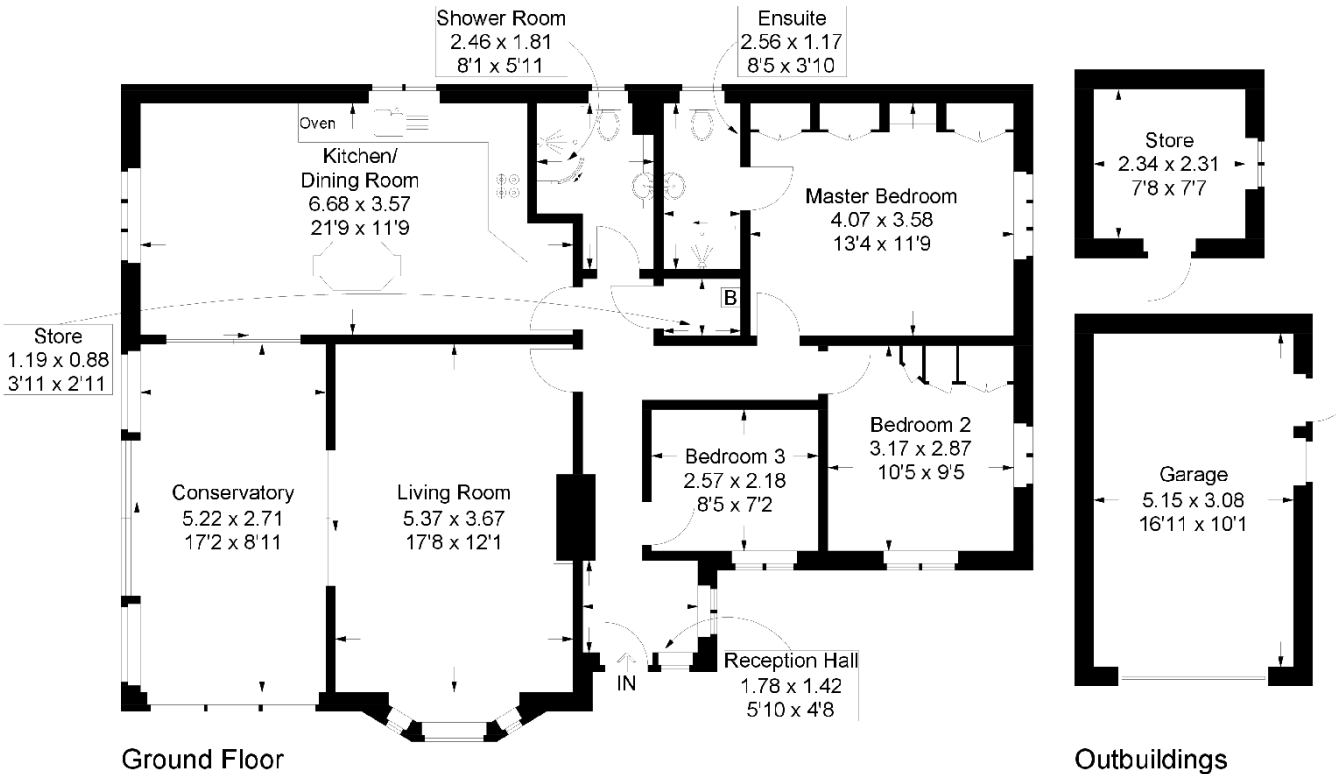 Shower Room
2.46 x 1.81
8'1 x 5'11
Ensuite
2.56 x 1.17
8'5 x 3'10
Oven
Kitchen/
Dining Room
6.68 x 3.57
21'9 x 11'9
Master Bedroom
4.07 x 3.58
13'4 x 11'9
Store
2.34 x 2.31
7'8 x 7'7
B
Store
1.19 x 0.88
3'11 x 2'11
Conservatory
5.22 x 2.71
17'2 x 8'11
Living Room
5.37 x 3.67
17'8 x 12'1
Bedroom 3
2.57 x 2.18
8'5 x 7'2
Bedroom 2
3.17 x 2.87
10'5 x 9'5
Garage
5.15 x 3.08
16'11 x 10'1
IN
Reception Hall
1.78 x 1.42
5'10 x 4'8
Ground Floor
Outbuildings